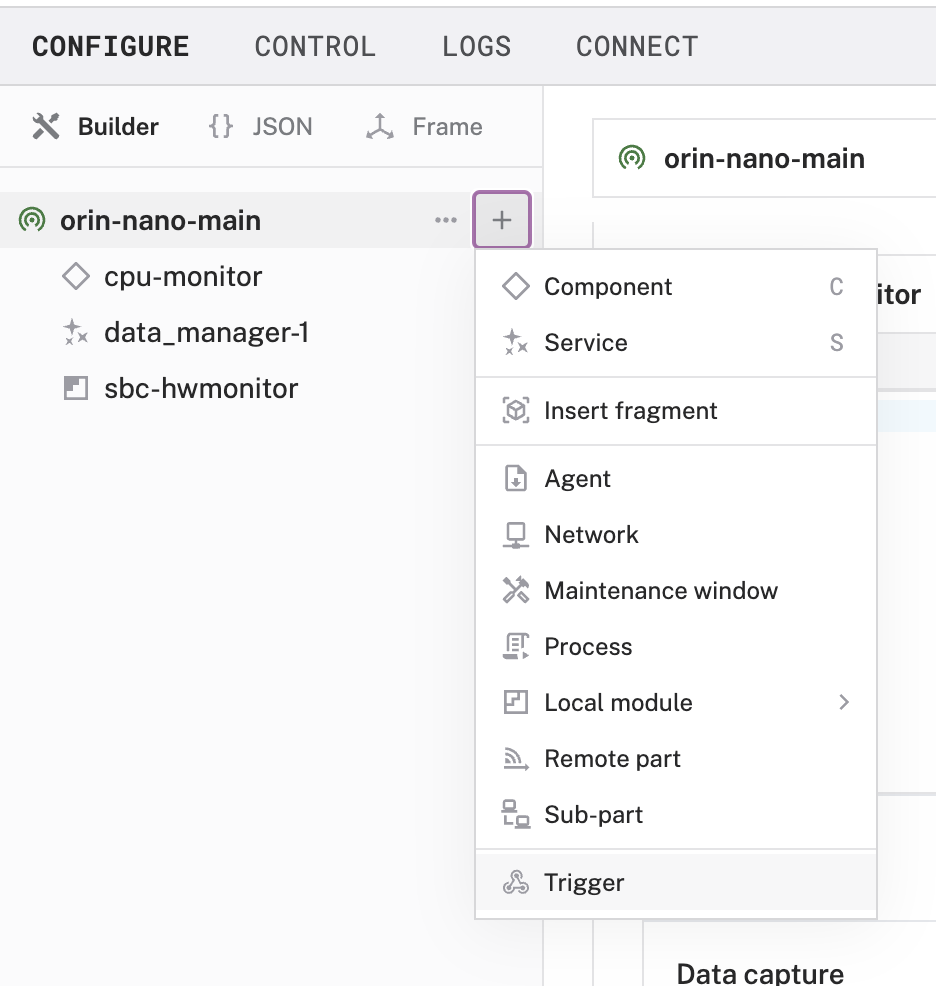 CONFIGURE CONTROL LOGS CONNECT
Builder {} JSON Frame
orin-nano-main
orin-nano-main
cpu-monitor
data_manager-1
sbc-hwmonitor
Component C
Service S
Insert fragment
Agent
Network
Maintenance window
Process
Local module
Remote part
Sub-part
Trigger
itor
Data capture